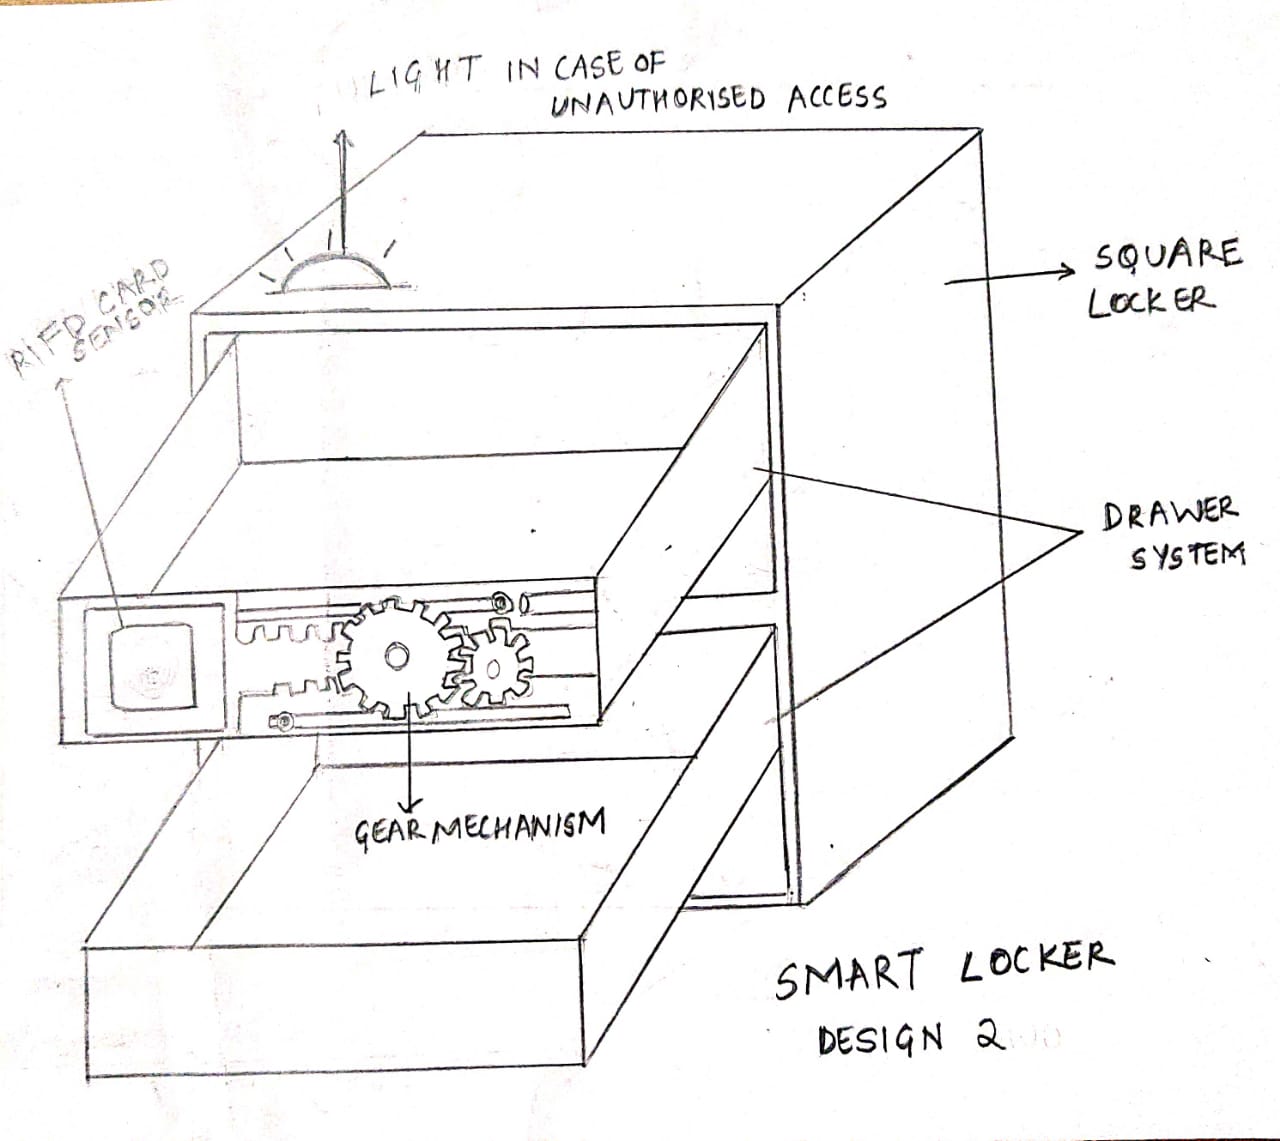 LIGHT IN CASE OF
UNAUTHORISED ACCESS
RIFD CARD
SENSOR
SQUARE
LOCKER
DRAWER
SYSTEM
GEAR MECHANISM
SMART LOCKER
DESIGN 2